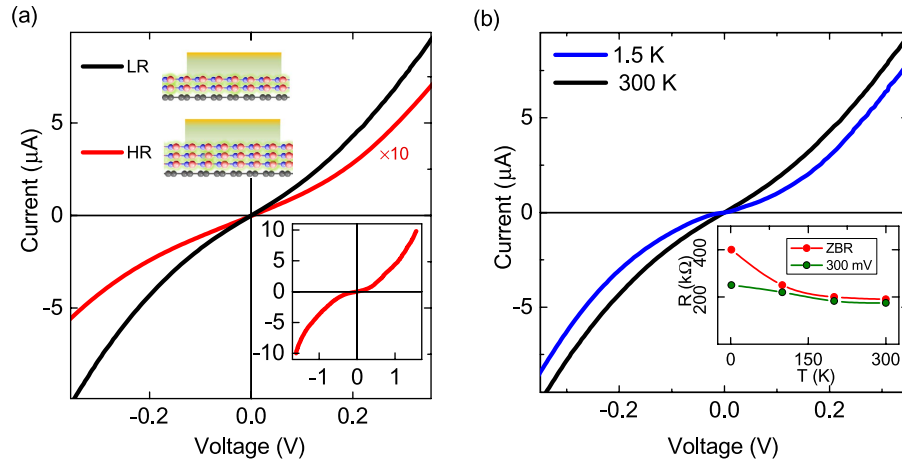 (a)
LR
HR
×10
5
0
-5
-0.2
0.0
0.2
Current (µA)
Voltage (V)
10
5
0
-5
-10
-1
0
1
(b)
1.5 K
300 K
5
0
-5
-0.2
0.0
0.2
Current (µA)
Voltage (V)
ZBR
300 mV
400
200
R (kΩ)
0
150
300
T (K)